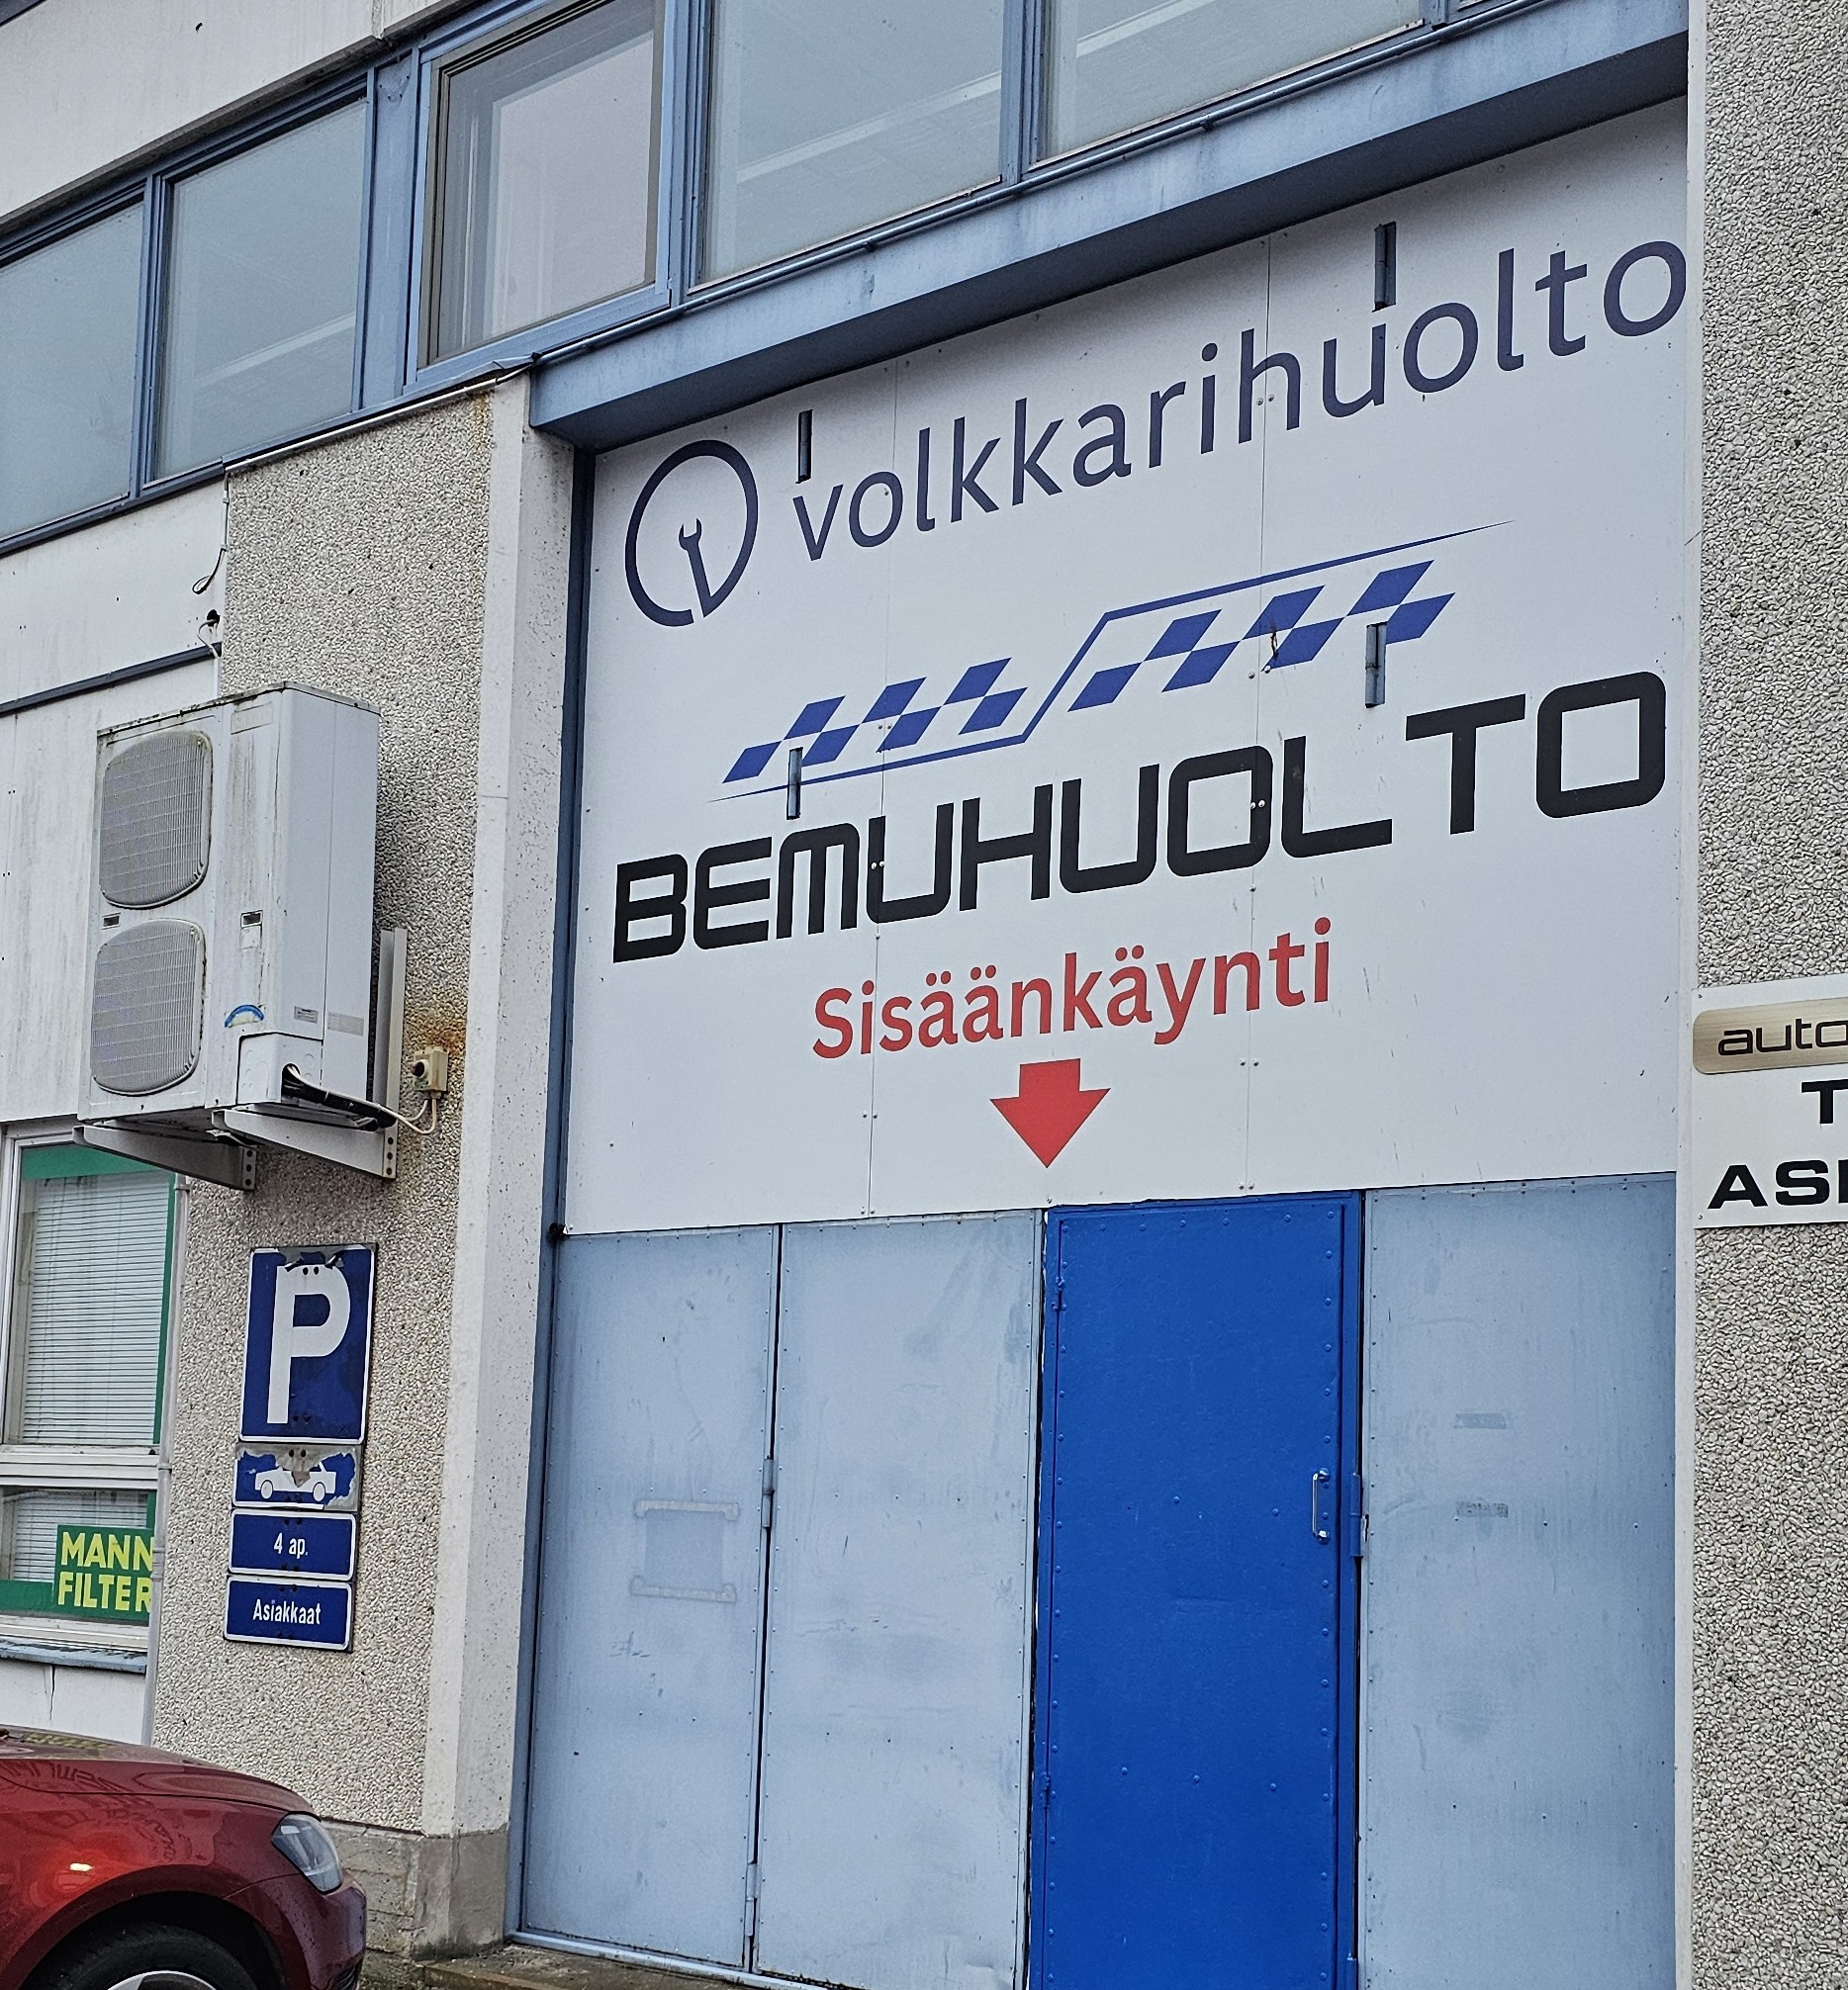 volkkarihuolto
BEMUHUOLTO
Sisäänkäynti
P
4 ap.
Asiakkaat
MANN
FILTER
auto